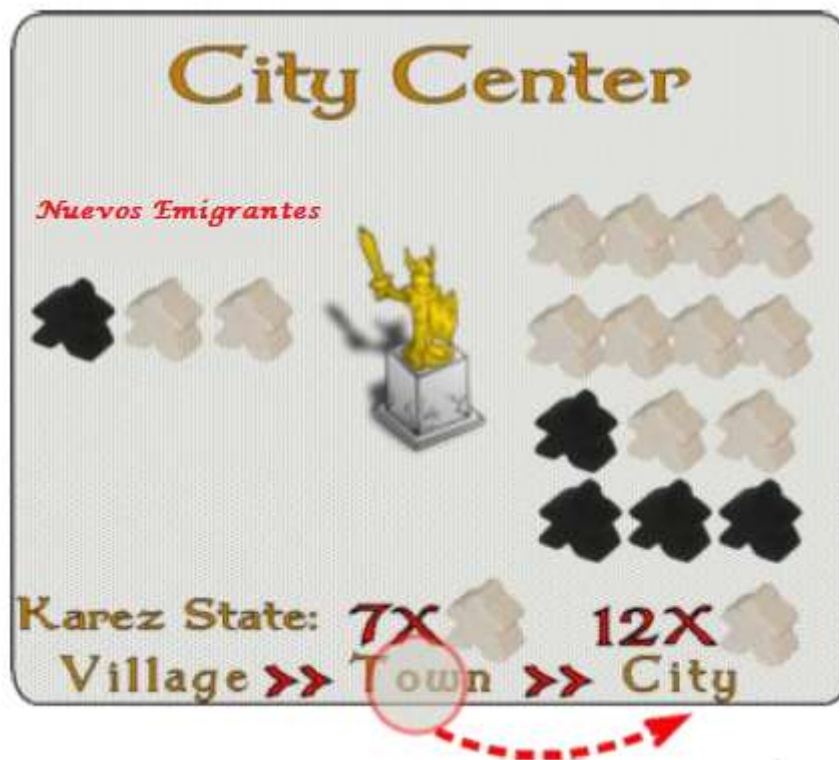 City Center
Nuevos Emigrantes
Karez State: 7X 12X
Village >> Town >> City